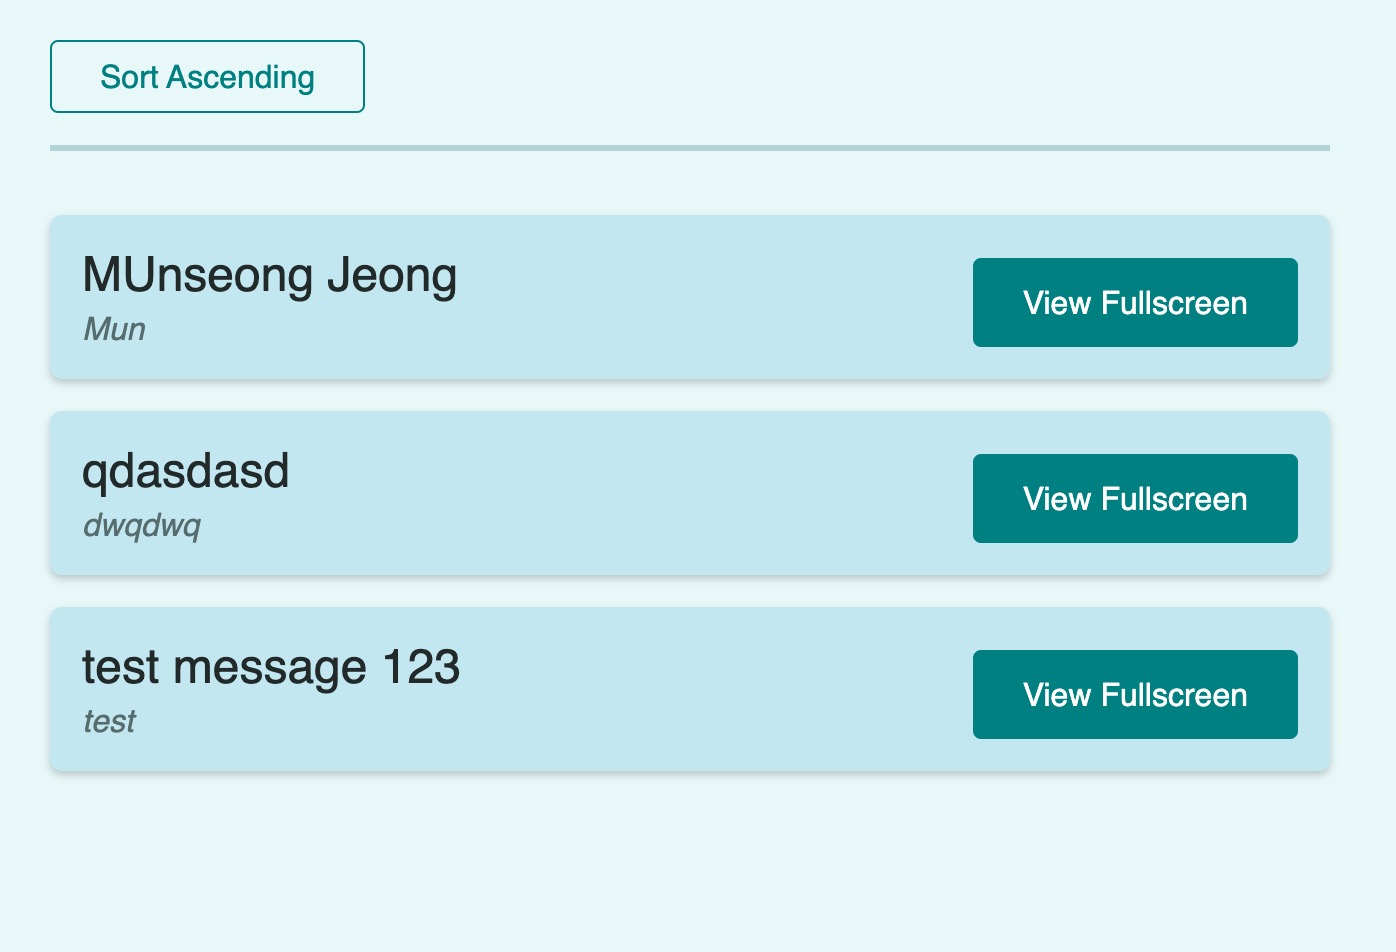 Sort Ascending
MUnseong Jeong
Mun
View Fullscreen
qdasdasd
dwqdwq
View Fullscreen
test message 123
test
View Fullscreen